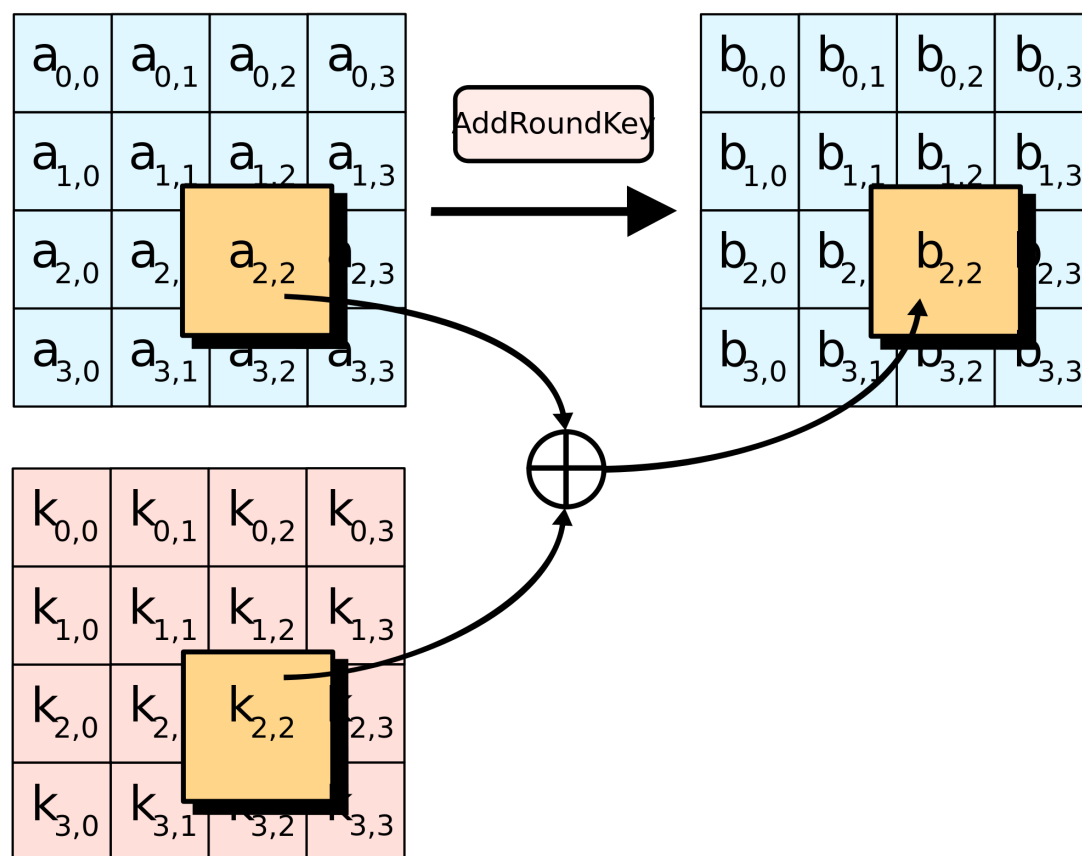 a0,0 a0,1 a0,2 a0,3
a1,0 a1,1 a1,2 a1,3
a2,0 a2, a2,2 2,3
a3,0 a3,1 a3,2 a3,3
AddRoundKey
b0,0 b0,1 b0,2 b0,3
b1,0 b1,1 b1,2 b1,3
b2,0 b2, b2,2 b2,3
b3,0 b3,1 b3,2 b3,3
k0,0 k0,1 k0,2 k0,3
k1,0 k1,1 k1,2 k1,3
k2,0 k2, k2,2 k2,3
k3,0 k3,1 k3,2 k3,3